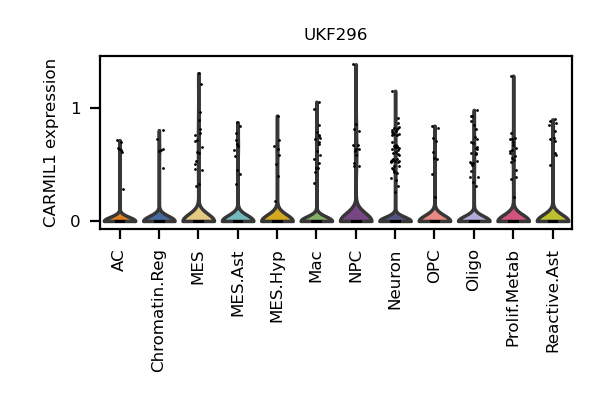 UKF296
CARMIL1 expression
1
0
AC
Chromatin.Reg
MES
MES.Ast
MES.Hyp
Mac
NPC
Neuron
OPC
Oligo
Prolif.Metab
Reactive.Ast